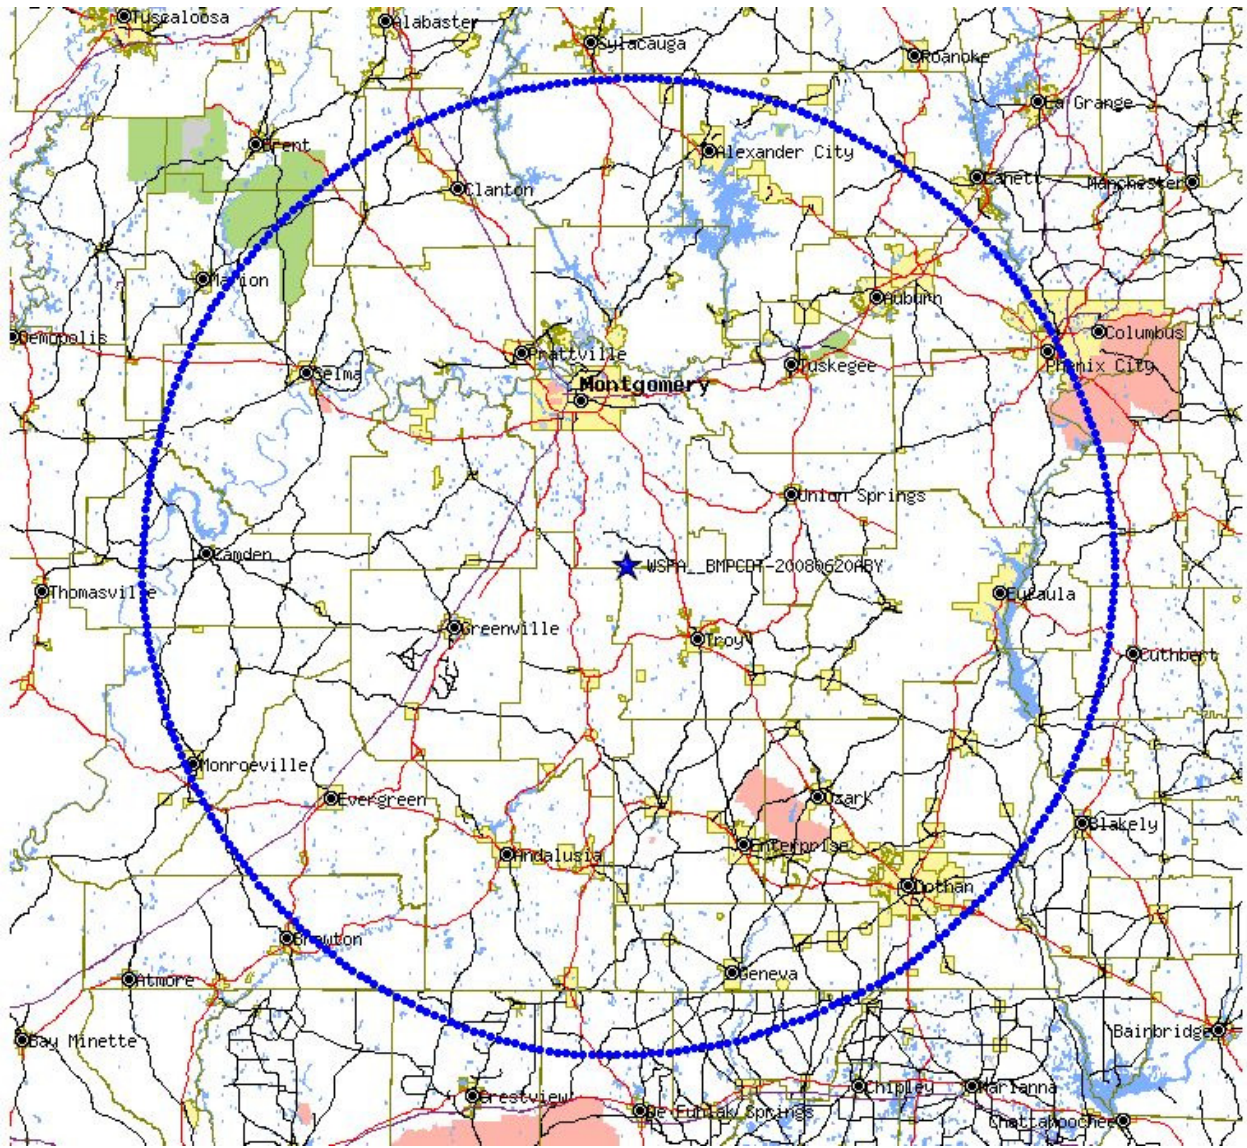 Tuscaloosa
Alabaster
Sylacauga
Roanoke
La Grange
Brent
Alexander City
Clanton
Lanett
Manchester
Marion
Auburn
Demopolis
Columbus
Prattville
Tuskegee
Phenix City
Selma
Montgomery
Union Springs
Camden
WSFA__BMPCDT-20080620ABY
Thomasville
Eufaula
Greenville
Troy
Cuthbert
Monroeville
Evergreen
Ozark
Blakely
Enterprise
Andalusia
Dothan
Brewton
Geneva
Atmore
Bainbridge
Bay Minette
Chipley
Marianna
Crestview
De Funiak Springs
Chattahoochee